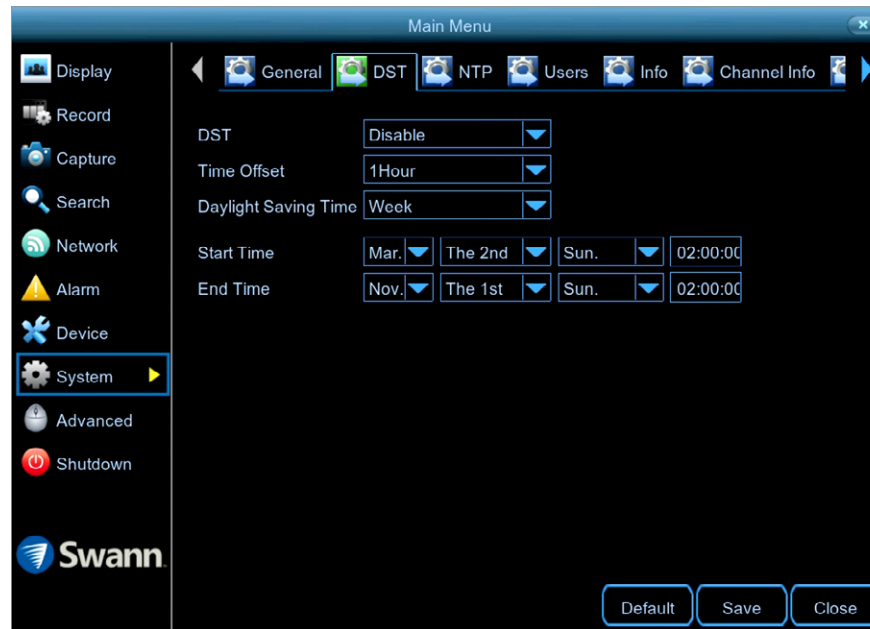 Main Menu
Display
Record
Capture
Search
Network
Alarm
Device
System
Advanced
Shutdown
Swann
General DST NTP Users Info Channel Info
DST Disable
Time Offset 1Hour
Daylight Saving Time Week
Start Time Mar. The 2nd Sun. 02:00:00
End Time Nov. The 1st Sun. 02:00:00
Default Save Close